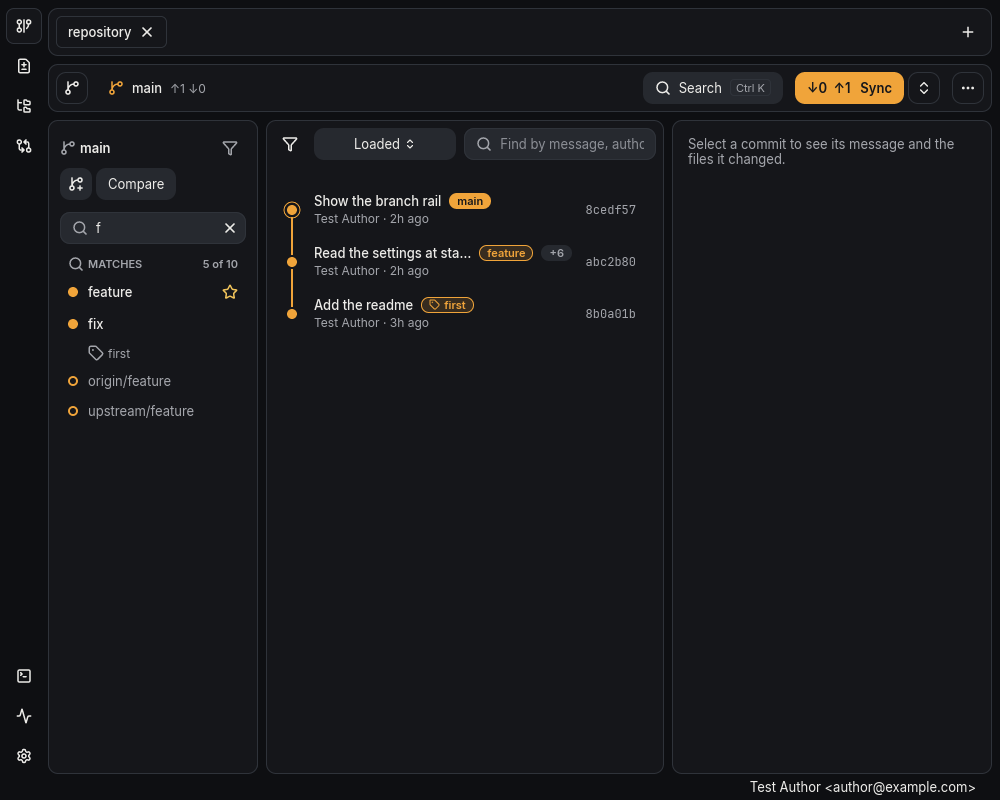 repository
main ↑1 ↓0
Search Ctrl K
↓0 ↑1 Sync
main
Compare
f
MATCHES 5 of 10
feature
fix
first
origin/feature
upstream/feature
Loaded
Find by message, autho
Show the branch rail main
Test Author · 2h ago
8cedf57
Read the settings at sta... feature +6
Test Author · 2h ago
abc2b80
Add the readme first
Test Author · 3h ago
8b0a01b
Select a commit to see its message and the
files it changed.
Test Author <author@example.com>